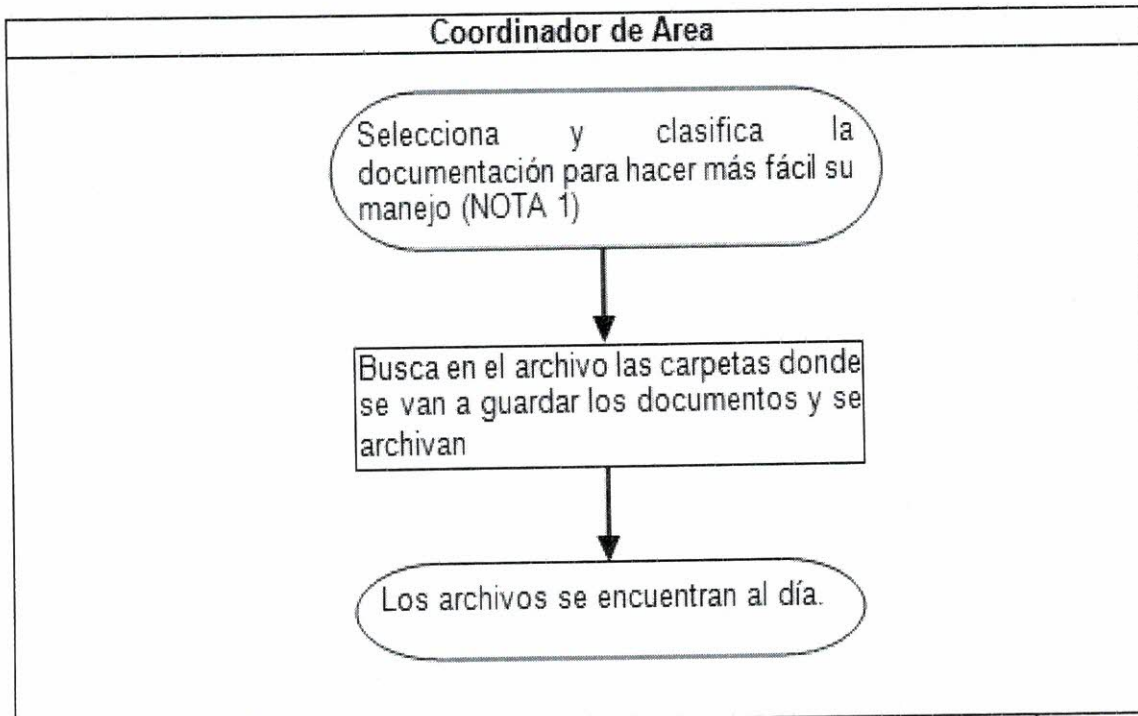 Coordinador de Area
Selecciona y clasifica la
documentación para hacer más fácil su
manejo (NOTA 1)
Busca en el archivo las carpetas donde
se van a guardar los documentos y se
archivan
Los archivos se encuentran al día.